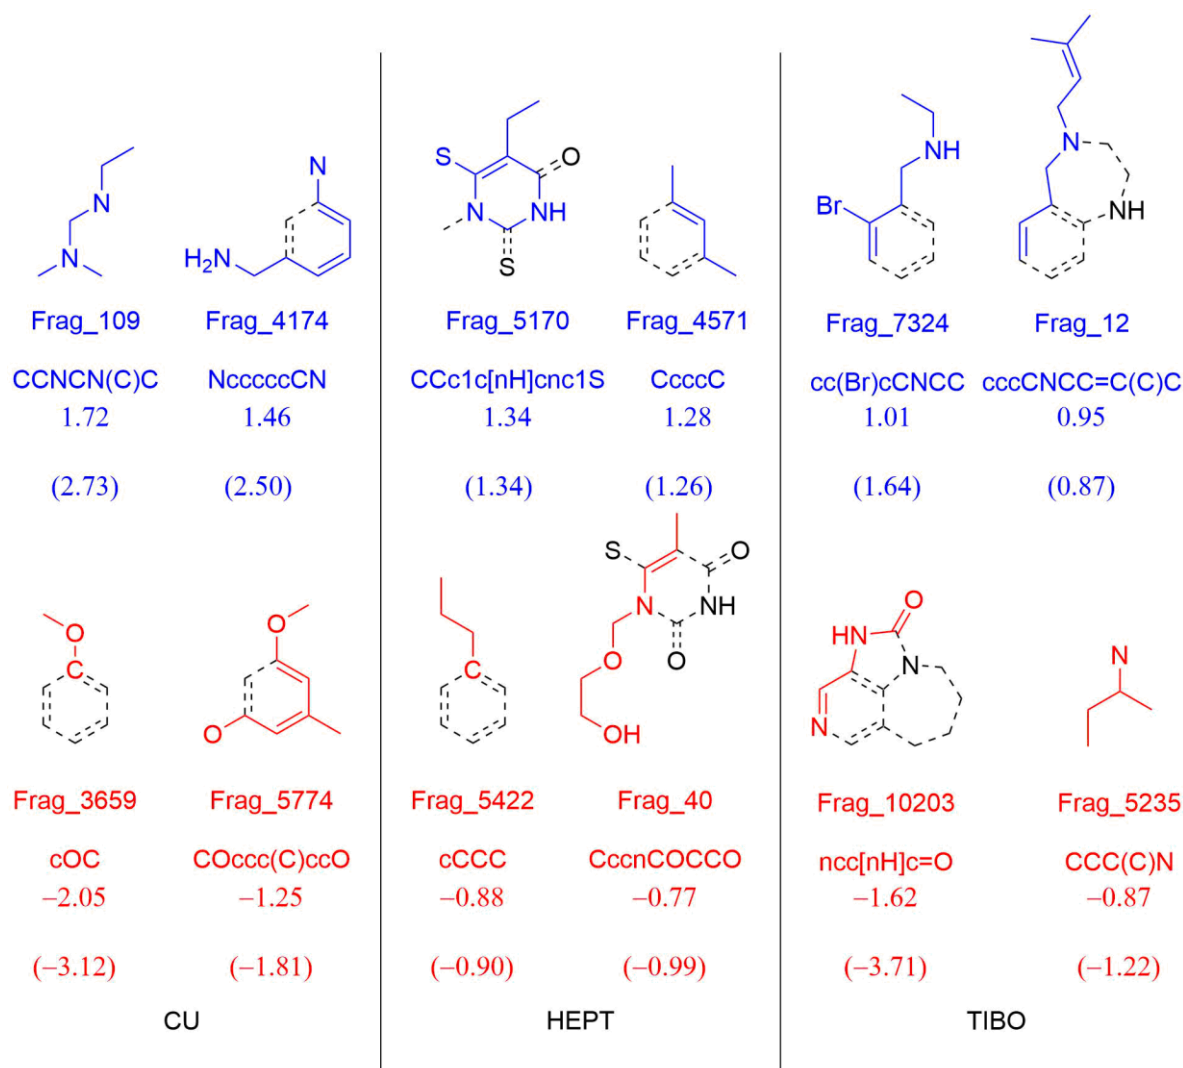 N
N
N
H₂N
S
O
N
NH
S
NH
Br
N
NH
Frag_109 Frag_4174 Frag_5170 Frag_4571 Frag_7324 Frag_12
CCNCN(C)C NcccccCN CCc1c[nH]cnc1S CccccC cc(Br)cCNCC cccCNCC=C(C)C
1.72 1.46 1.34 1.28 1.01 0.95
(2.73) (2.50) (1.34) (1.26) (1.64) (0.87)
O
C
O
O
C
S
O
N
NH
O
O
OH
O
HN
N
N
N
Frag_3659 Frag_5774 Frag_5422 Frag_40 Frag_10203 Frag_5235
cOC COccc(C)ccO cCCC CccnCOCCO ncc[nH]c=O CCC(C)N
−2.05 −1.25 −0.88 −0.77 −1.62 −0.87
(−3.12) (−1.81) (−0.90) (−0.99) (−3.71) (−1.22)
CU HEPT TIBO